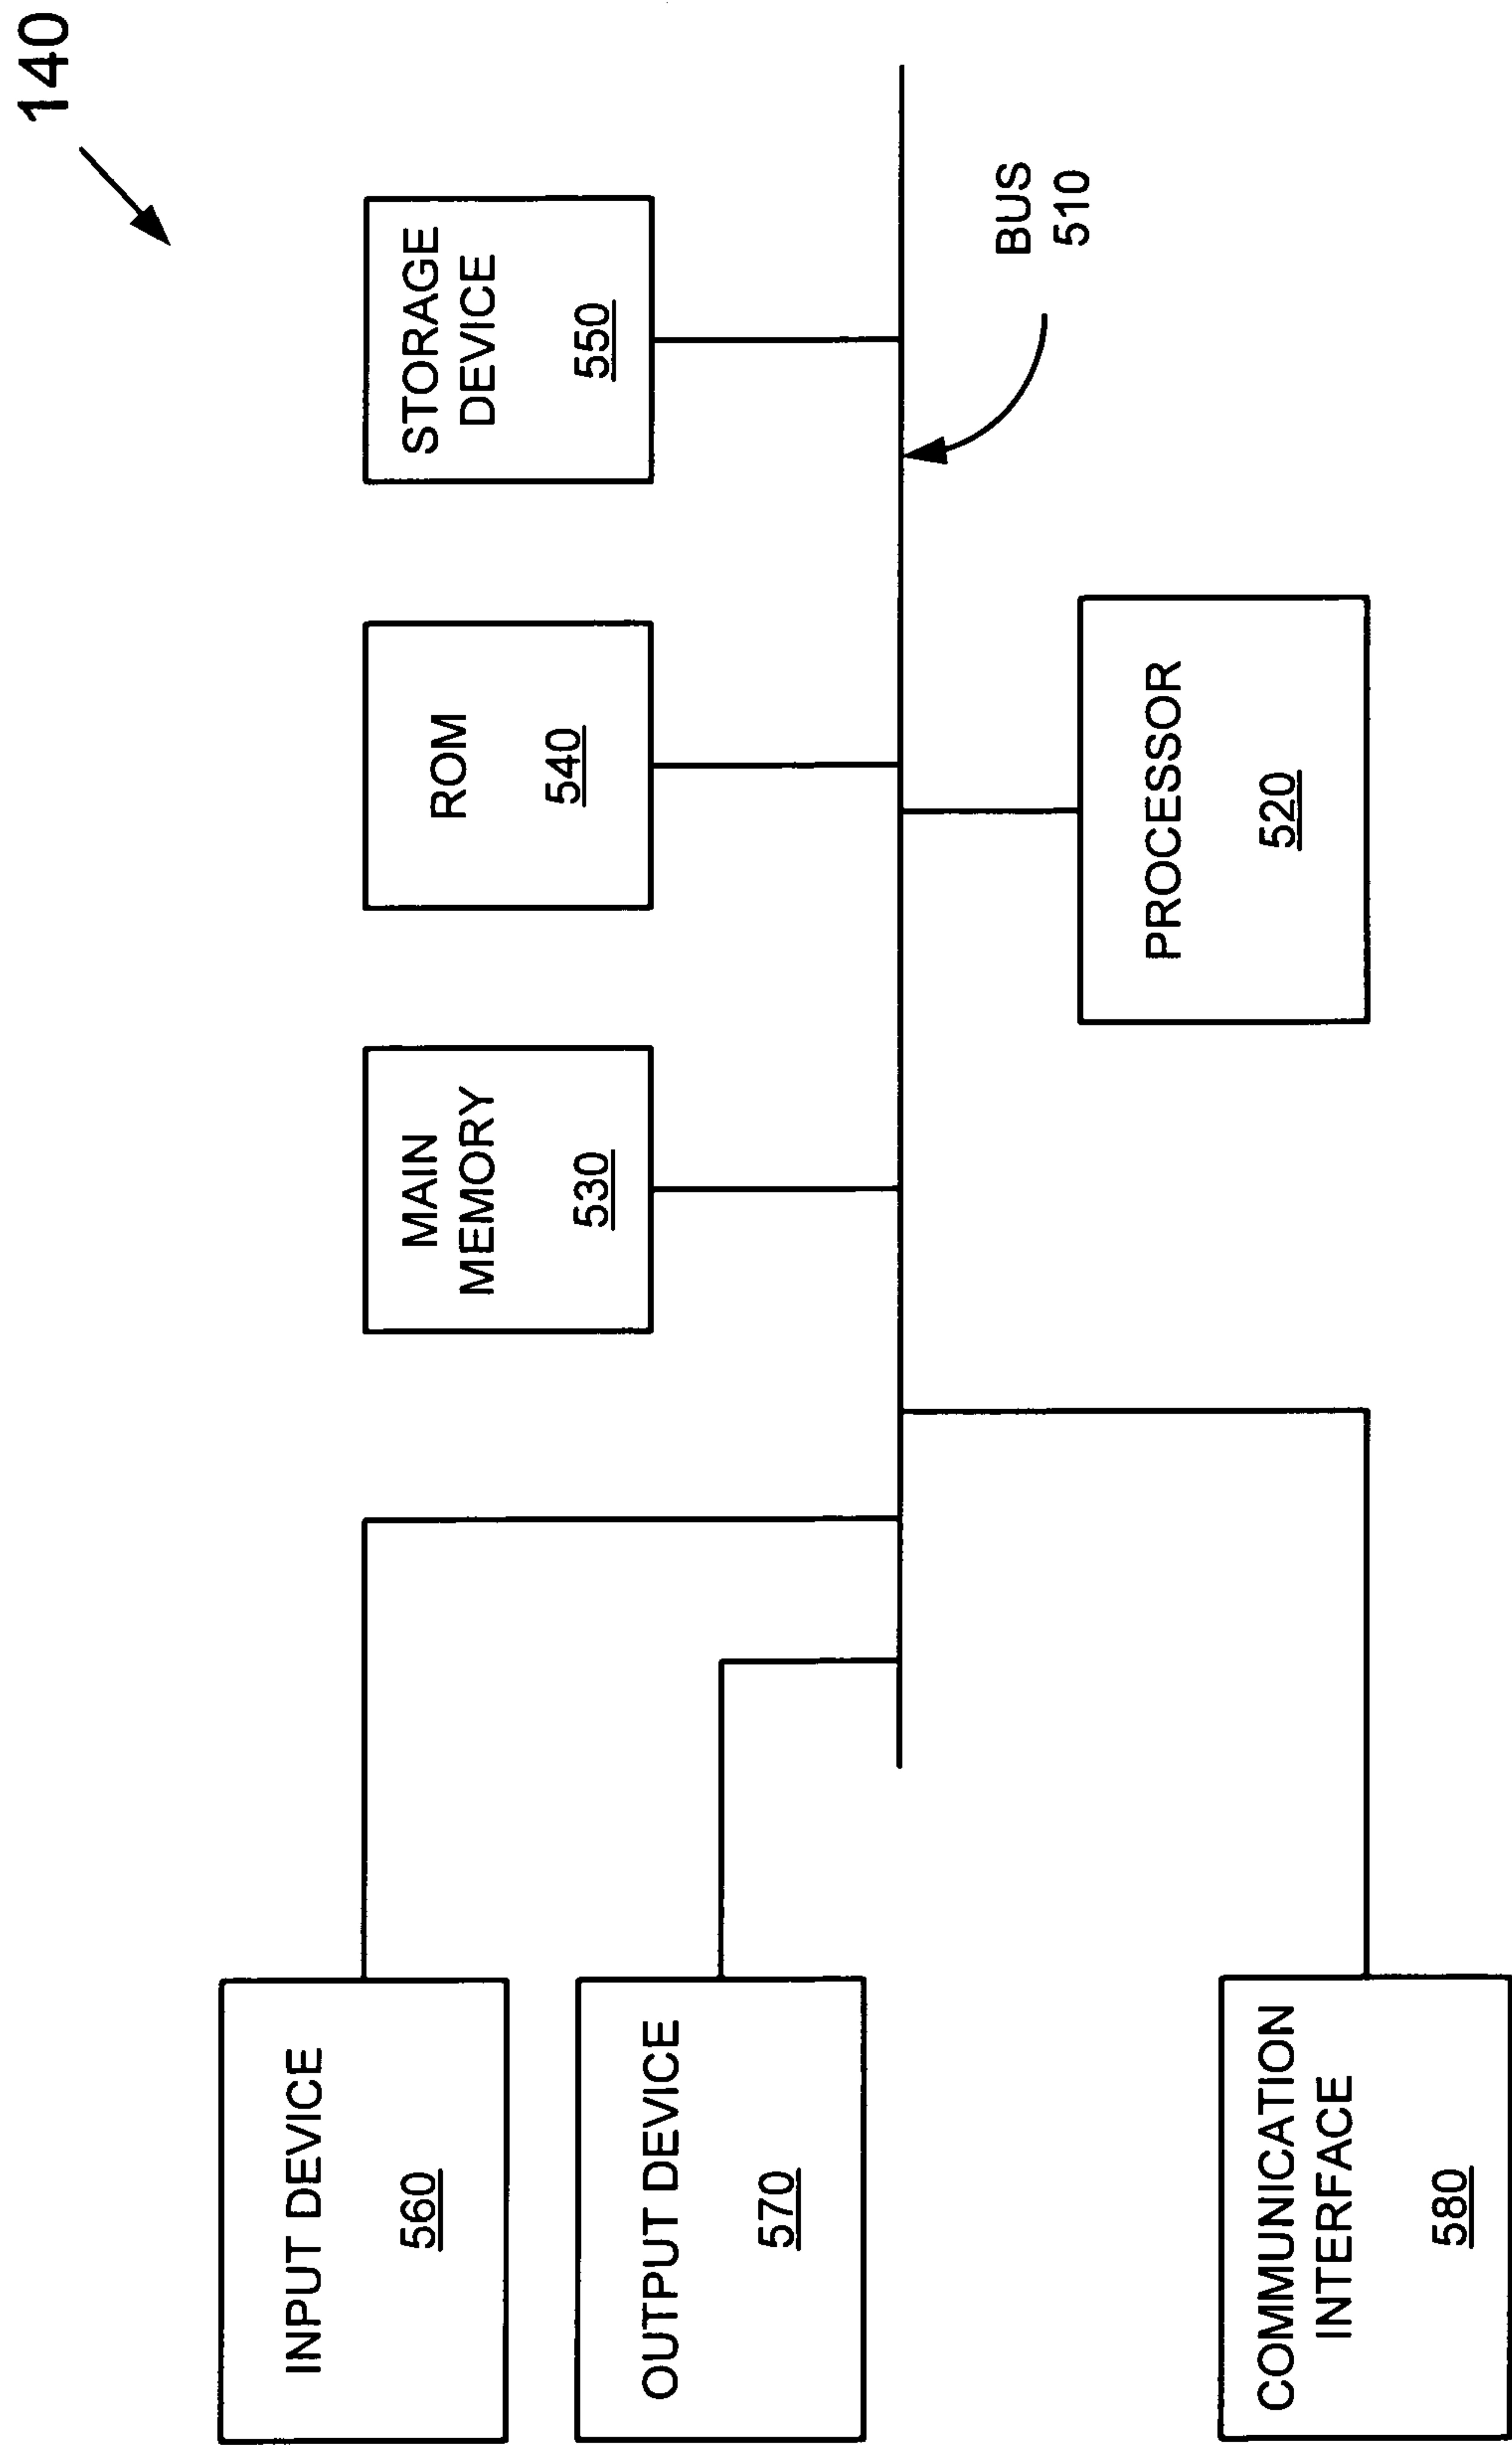 140
STORAGE
DEVICE
550
ROM
540
MAIN
MEMORY
530
INPUT DEVICE
560
OUTPUT DEVICE
570
BUS
510
PROCESSOR
520
COMMUNICATION
INTERFACE
580